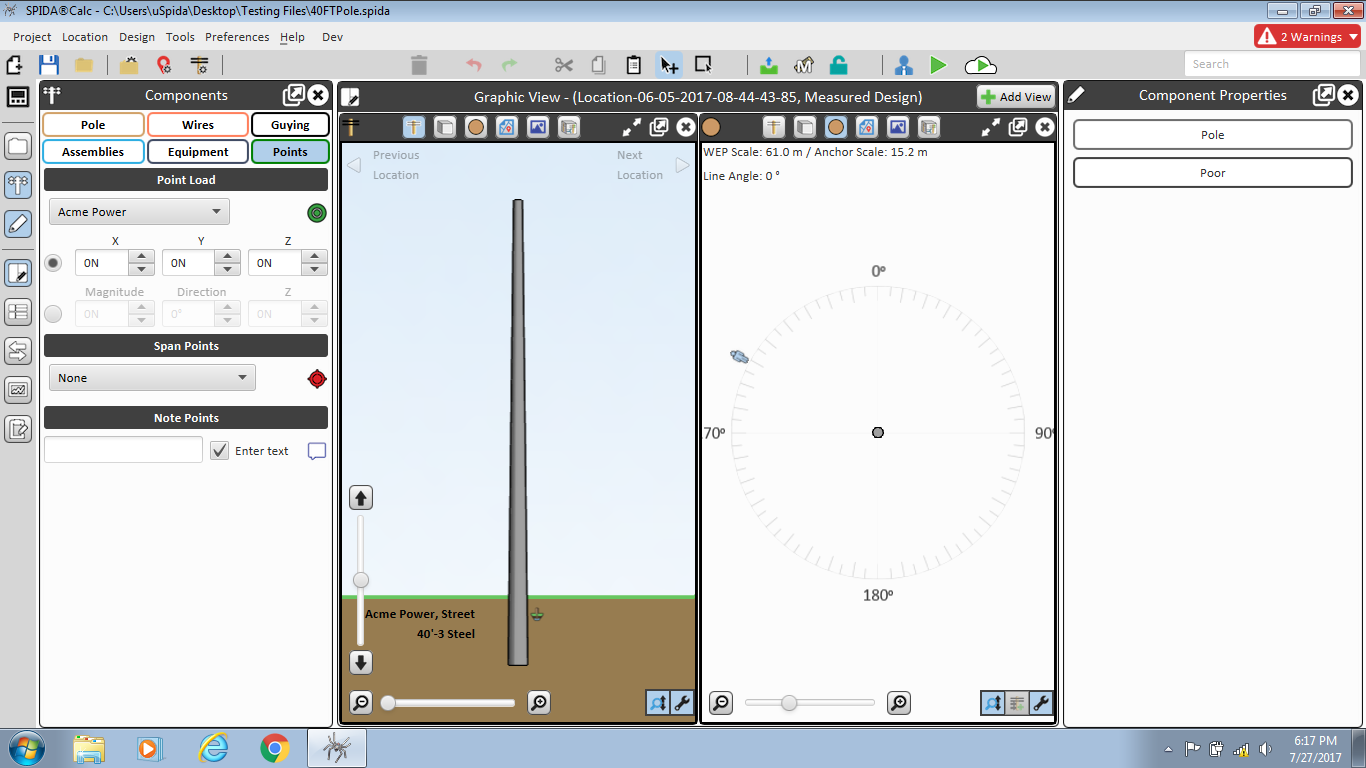 SPIDA®Calc - C:\Users\uSpida\Desktop\Testing Files\40FTPole.spida
Project Location Design Tools Preferences Help Dev
2 Warnings
Search
Components
Pole Wires Guying
Assemblies Equipment Points
Point Load
Acme Power
X Y Z
0N 0N 0N
Magnitude Direction Z
0N 0° 0N
Span Points
None
Note Points
Enter text
Graphic View - (Location-06-05-2017-08-44-43-85, Measured Design)
Add View
Previous
Location
Next
Location
Acme Power, Street
40'-3 Steel
WEP Scale: 61.0 m / Anchor Scale: 15.2 m
Line Angle: 0 °
0º
70º
90º
180º
Component Properties
Pole
Poor
6:17 PM
7/27/2017